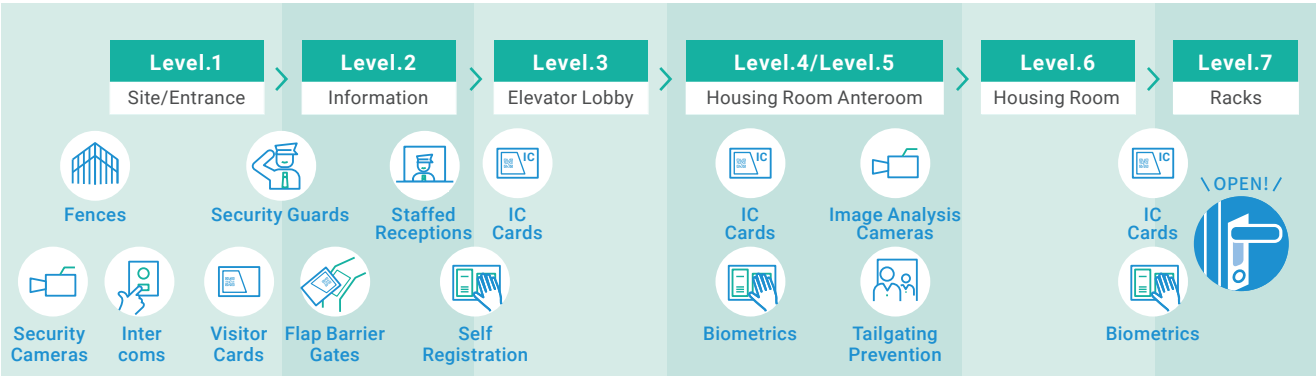 Level.1
Site/Entrance
Level.2
Information
Level.3
Elevator Lobby
Level.4/Level.5
Housing Room Anteroom
Level.6
Housing Room
Level.7
Racks
Fences
Security Guards
Staffed
Receptions
IC
IC
Cards
IC
IC
Cards
Image Analysis
Cameras
IC
IC
Cards
\ OPEN! /
Security
Cameras
Inter
coms
Visitor
Cards
Flap Barrier
Gates
Self
Registration
Biometrics
Tailgating
Prevention
Biometrics